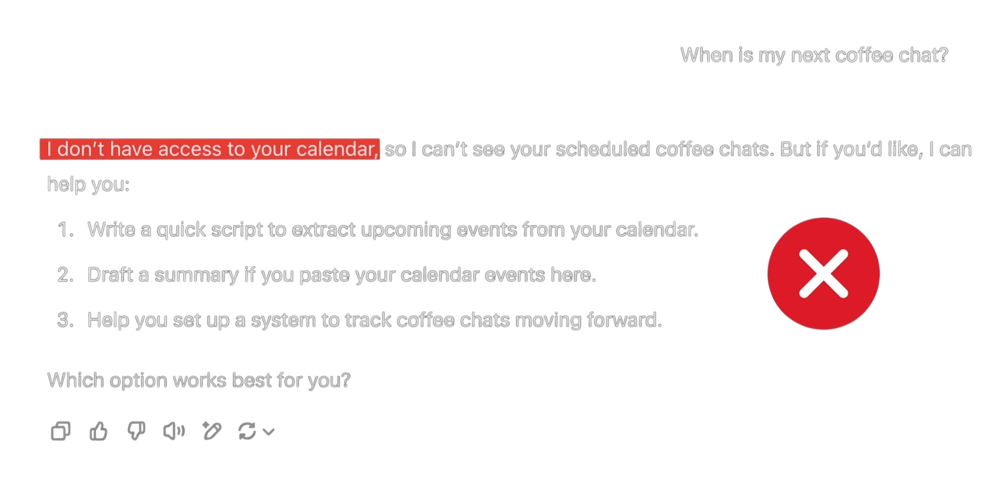 When is my next coffee chat?
I don’t have access to your calendar, so I can’t see your scheduled coffee chats. But if you’d like, I can
help you:
1. Write a quick script to extract upcoming events from your calendar.
2. Draft a summary if you paste your calendar events here.
3. Help you set up a system to track coffee chats moving forward.
Which option works best for you?